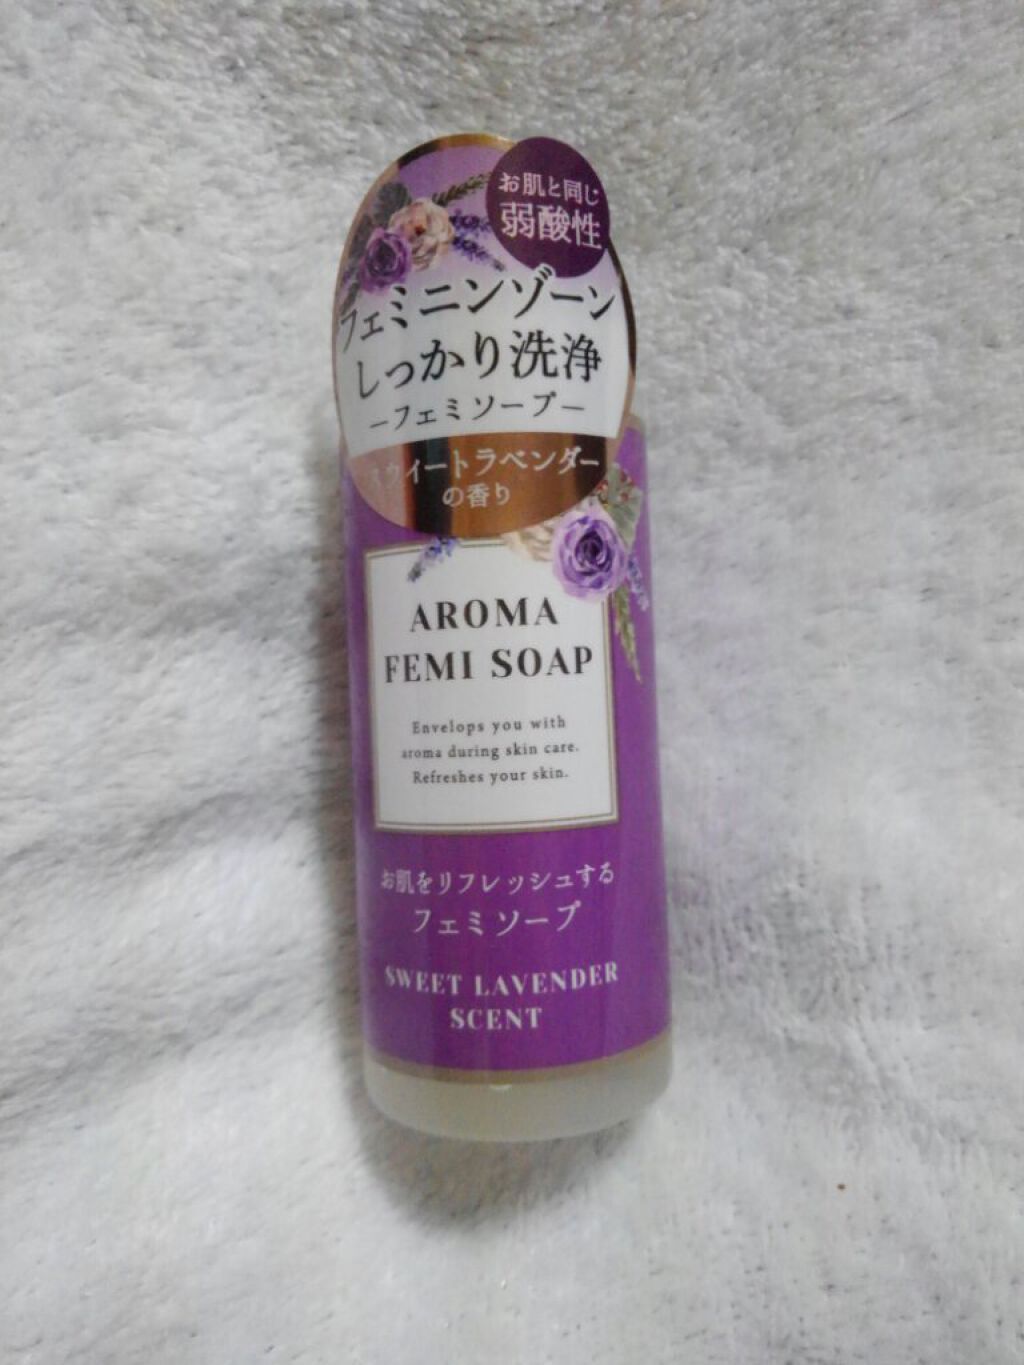 お肌と同じ
弱酸性
フェミニンゾーン
しっかり洗浄
―フェミソープ―
スウィートラベンダー
の香り
AROMA
FEMI SOAP
Envelops you with
aroma during skin care.
Refreshes your skin.
お肌をリフレッシュする
フェミソープ
SWEET LAVENDER
SCENT